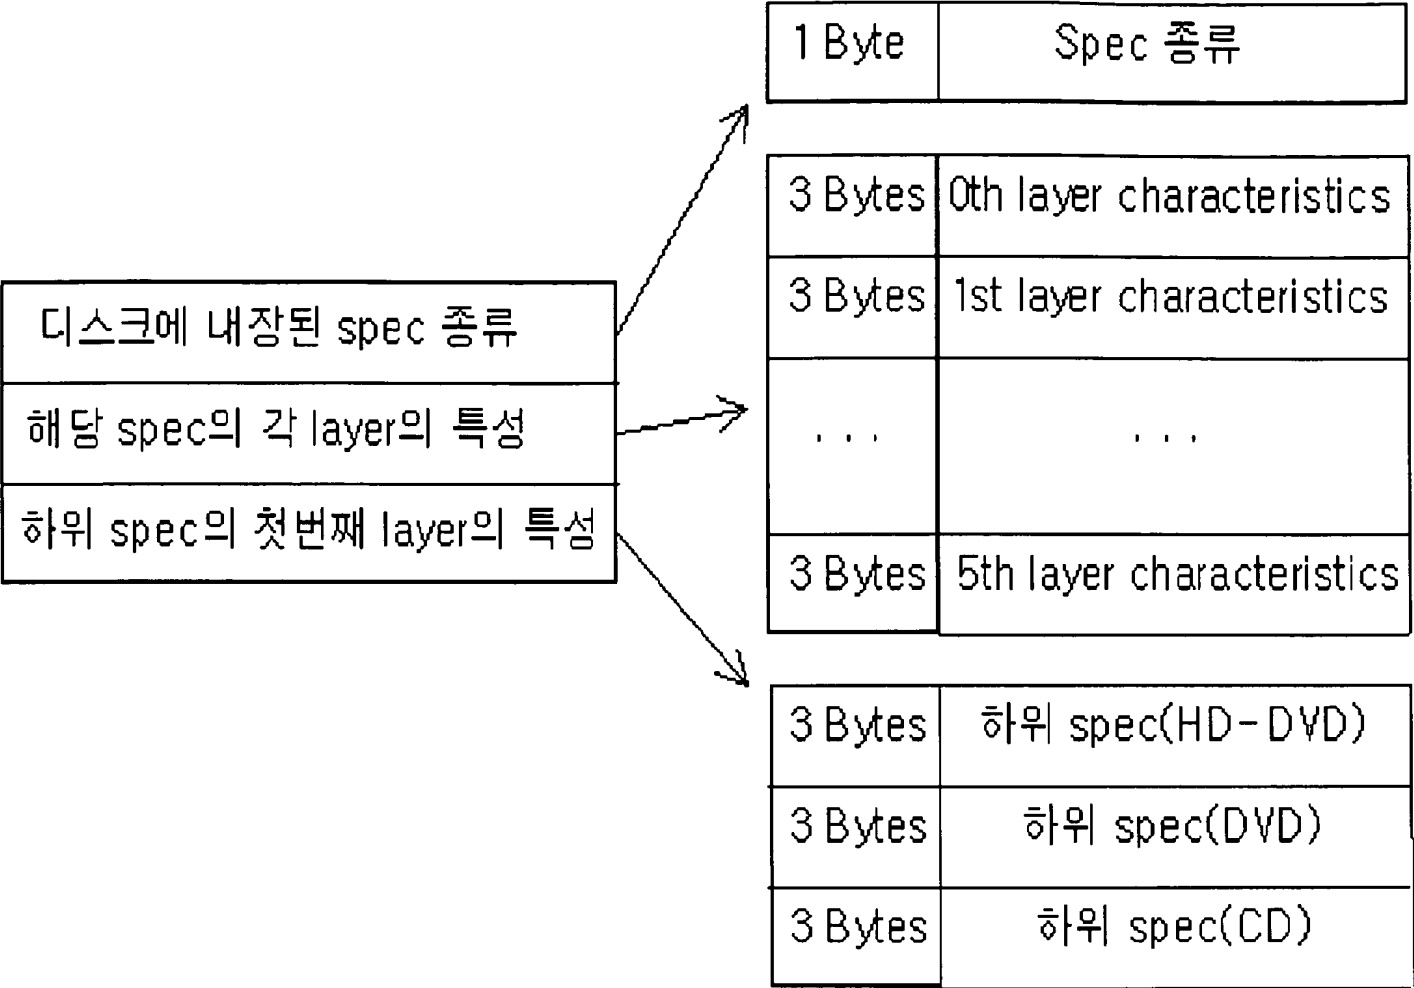 디스크에 내장된 spec 종류
해당 spec의 각 layer의 특성
하위 spec의 첫번째 layer의 특성
1 Byte Spec 종류
3 Bytes 0th layer characteristics
3 Bytes 1st layer characteristics
... ...
3 Bytes 5th layer characteristics
3 Bytes 하위 spec(HD-DVD)
3 Bytes 하위 spec(DVD)
3 Bytes 하위 spec(CD)